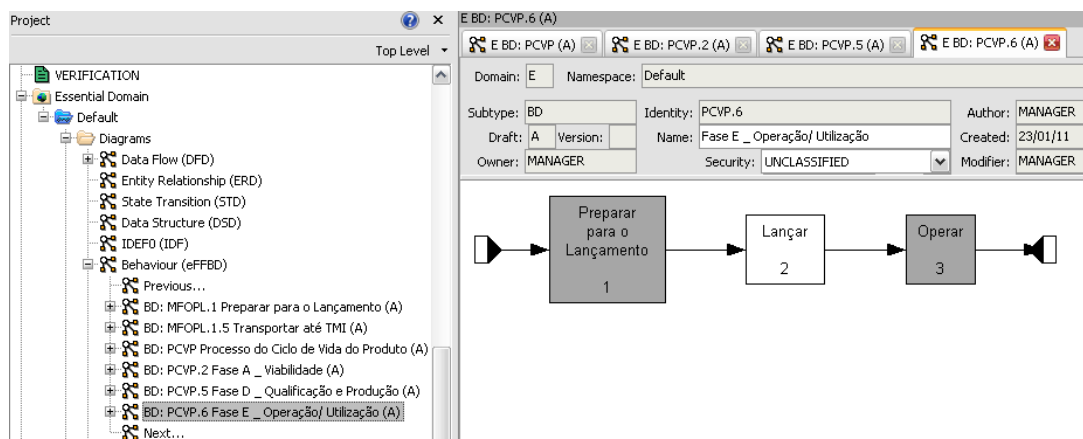 Project
Top Level
VERIFICATION
Essential Domain
Default
Diagrams
Data Flow (DFD)
Entity Relationship (ERD)
State Transition (STD)
Data Structure (DSD)
IDEF0 (IDF)
Behaviour (eFFBD)
Previous...
BD: MFOPL.1 Preparar para o Lançamento (A)
BD: MFOPL.1.5 Transportar até TMI (A)
BD: PCVP Processo do Ciclo de Vida do Produto (A)
BD: PCVP.2 Fase A _ Viabilidade (A)
BD: PCVP.5 Fase D _ Qualificação e Produção (A)
BD: PCVP.6 Fase E _ Operação/ Utilização (A)
Next...
E BD: PCVP.6 (A)
E BD: PCVP (A) E BD: PCVP.2 (A) E BD: PCVP.5 (A) E BD: PCVP.6 (A)
Domain: E Namespace: Default
Subtype: BD Identity: PCVP.6 Author: MANAGER
Draft: A Version: Name: Fase E _ Operação/ Utilização Created: 23/01/11
Owner: MANAGER Security: UNCLASSIFIED Modifier: MANAGER
Preparar
para o
Lançamento
1
Lançar
2
Operar
3